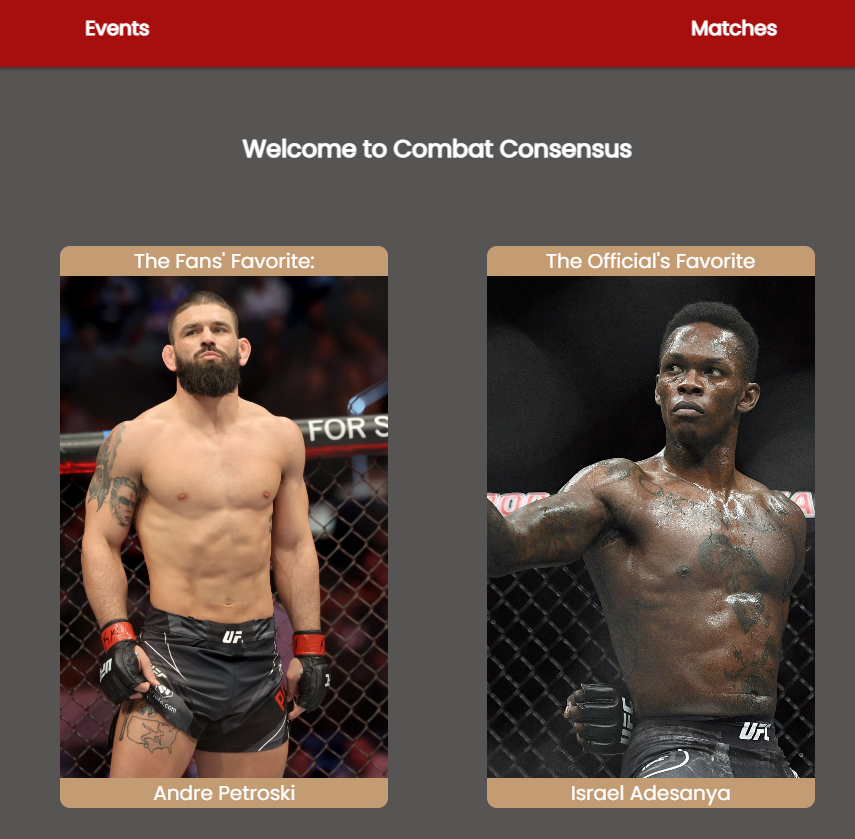 Events
Matches
Welcome to Combat Consensus
The Fans' Favorite:
The Official's Favorite
FOR S
UFC
UFC
UFC
Andre Petroski
Israel Adesanya